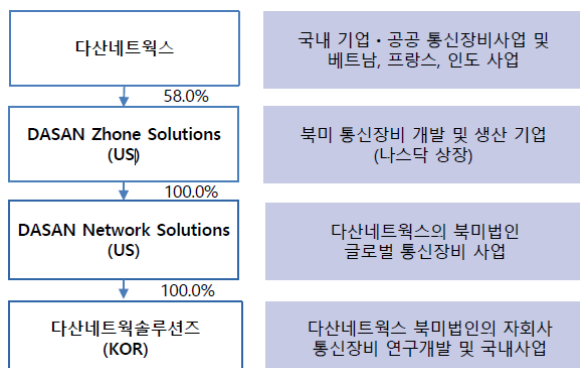 다산네트웍스
국내 기업・공공 통신장비사업 및
베트남, 프랑스, 인도 사업
58.0%
DASAN Zhone Solutions
(US)
북미 통신장비 개발 및 생산 기업
(나스닥 상장)
100.0%
DASAN Network Solutions
(US)
다산네트웍스의 북미법인
글로벌 통신장비 사업
100.0%
다산네트웍솔루션즈
(KOR)
다산네트웍스 북미법인의 자회사
통신장비 연구개발 및 국내사업